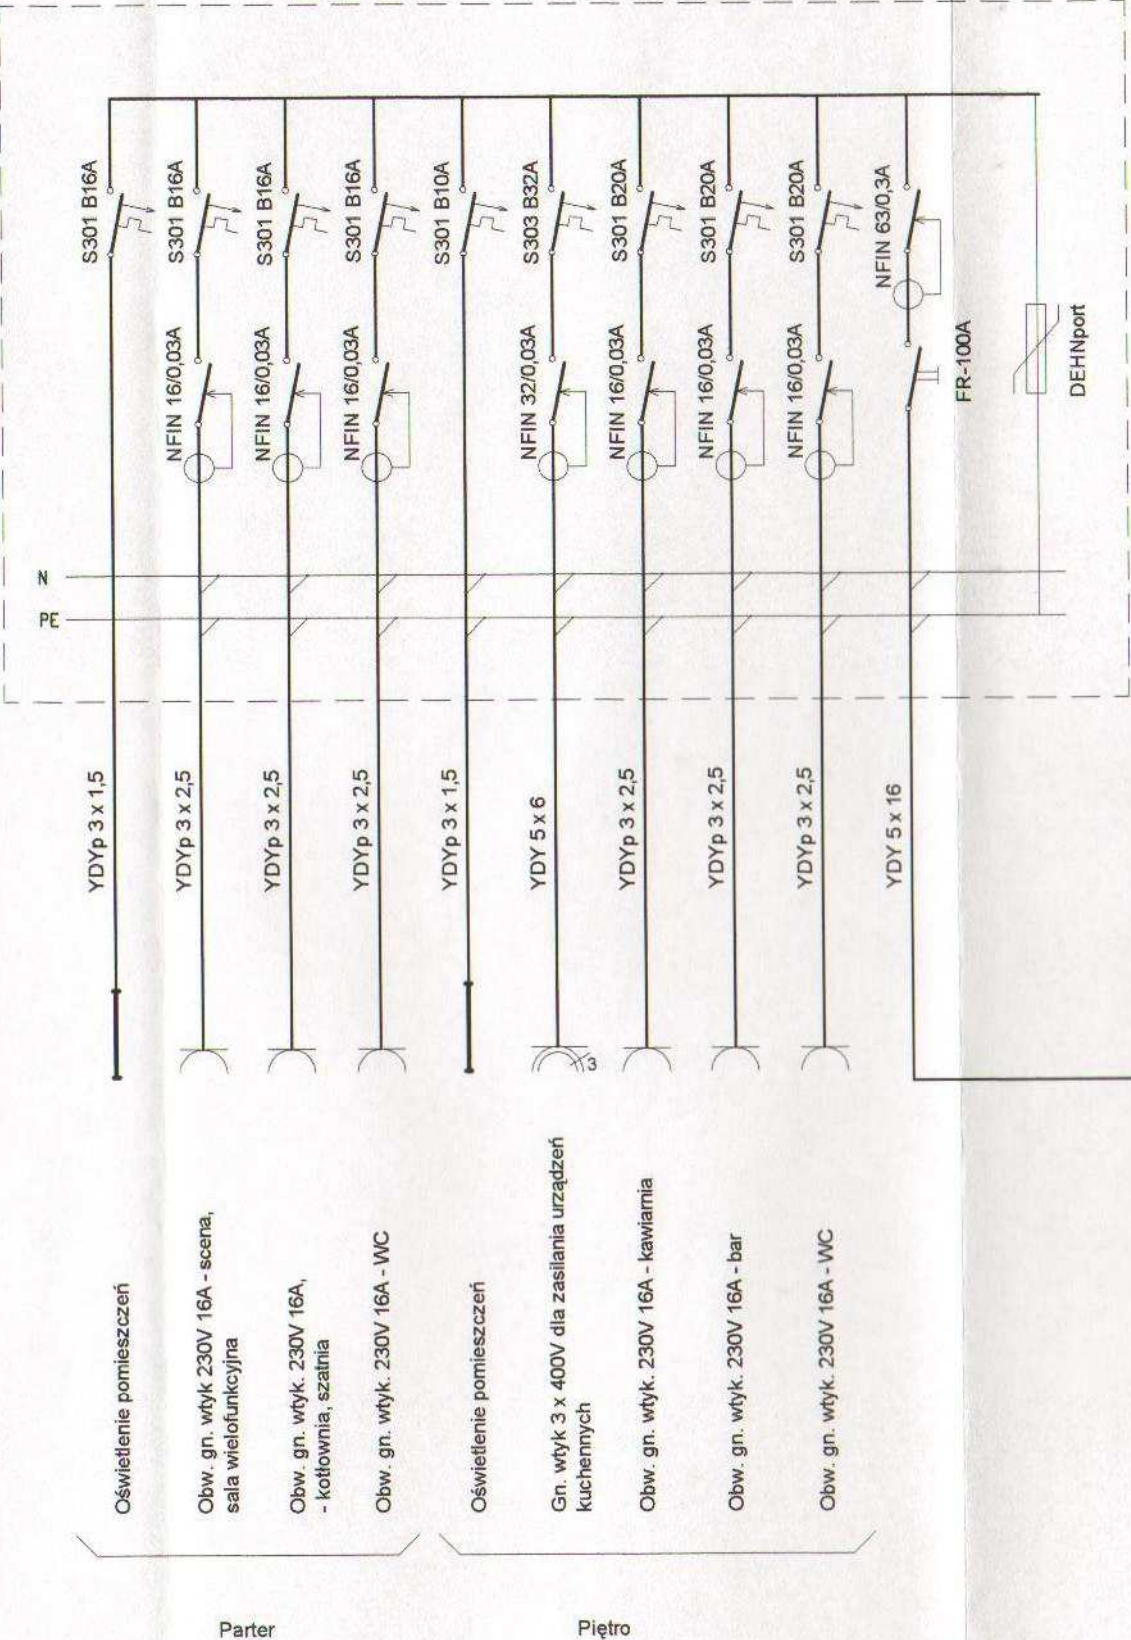 S301 B16A
S301 B16A
S301 B16A
S301 B16A
S301 B10A
S303 B32A
S301 B20A
S301 B20A
S301 B20A
NFIN 63/0,3A
NFIN 16/0,03A
NFIN 16/0,03A
NFIN 16/0,03A
NFIN 32/0,03A
NFIN 16/0,03A
NFIN 16/0,03A
NFIN 16/0,03A
FR-100A
DEHNport
N
PE
YDYp 3 x 1,5
YDYp 3 x 2,5
YDYp 3 x 2,5
YDYp 3 x 2,5
YDYp 3 x 1,5
YDY 5 x 6
YDYp 3 x 2,5
YDYp 3 x 2,5
YDYp 3 x 2,5
YDY 5 x 16
3
Oświetlenie pomieszczeń
Obw. gn. wtyk 230V 16A - scena,
sala wielofunkcyjna
Obw. gn. wtyk. 230V 16A,
- kotłownia, szatnia
Obw. gn. wtyk. 230V 16A - WC
Oświetlenie pomieszczeń
Gn. wtyk 3 x 400V dla zasilania urządzeń
kuchennych
Obw. gn. wtyk. 230V 16A - kawiarnia
Obw. gn. wtyk. 230V 16A - bar
Obw. gn. wtyk. 230V 16A - WC
Parter
Piętro